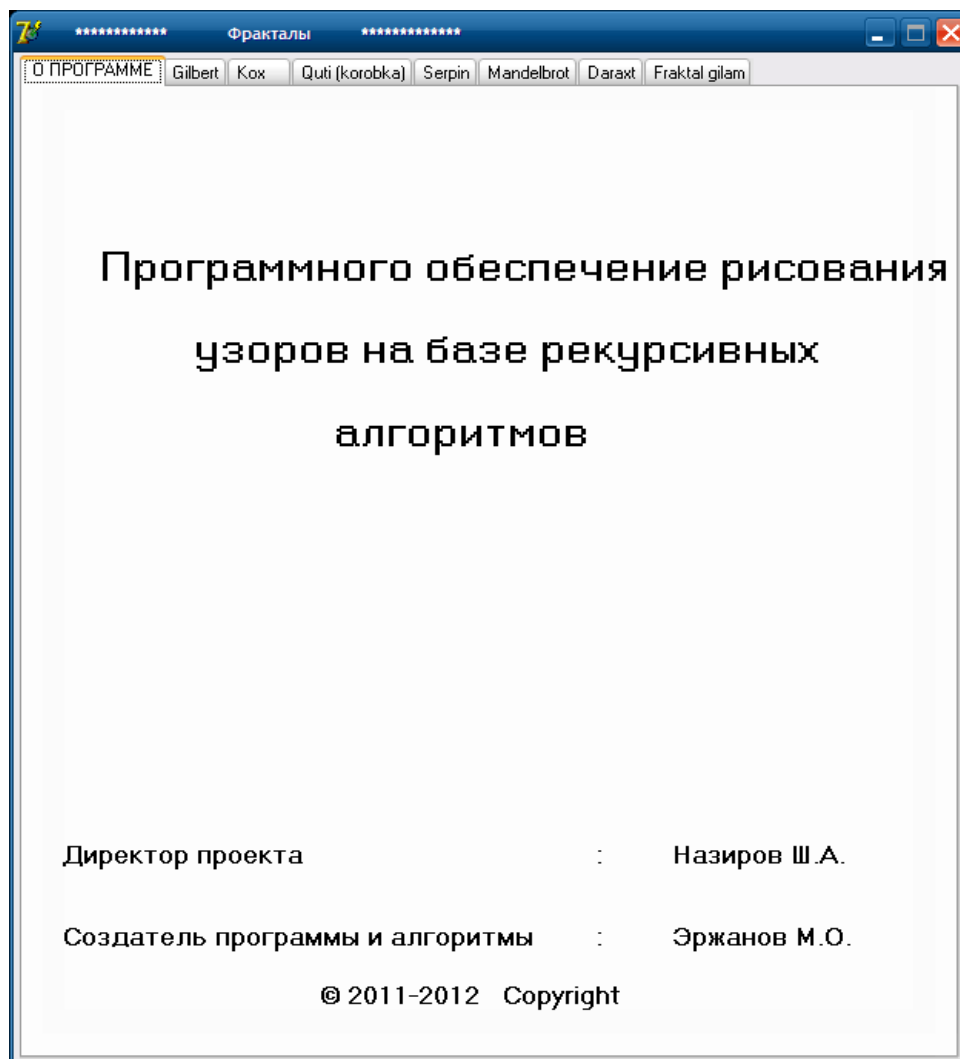 ************ Фракталы *************
О ПРОГРАММЕ Gilbert Kox Quti (korobka) Serpin Mandelbrot Daraxt Fraktal gilam
Программного обеспечение рисования
узоров на базе рекурсивных
алгоритмов
Директор проекта : Назиров Ш.А.
Создатель программы и алгоритмы : Эржанов М.О.
© 2011-2012 Copyright